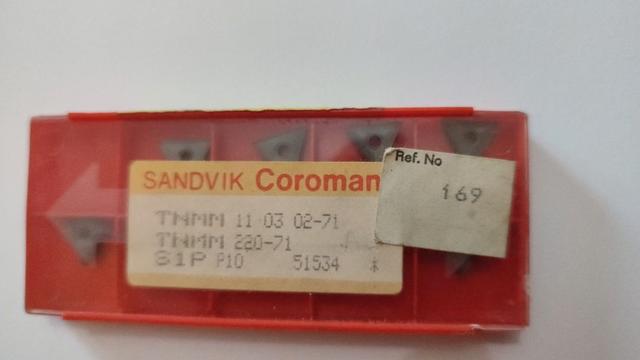 SANDVIK Coroman
Ref. No
169
TNMM 11 03 02-71
TNMM 220-71
S1P P10 51534 *